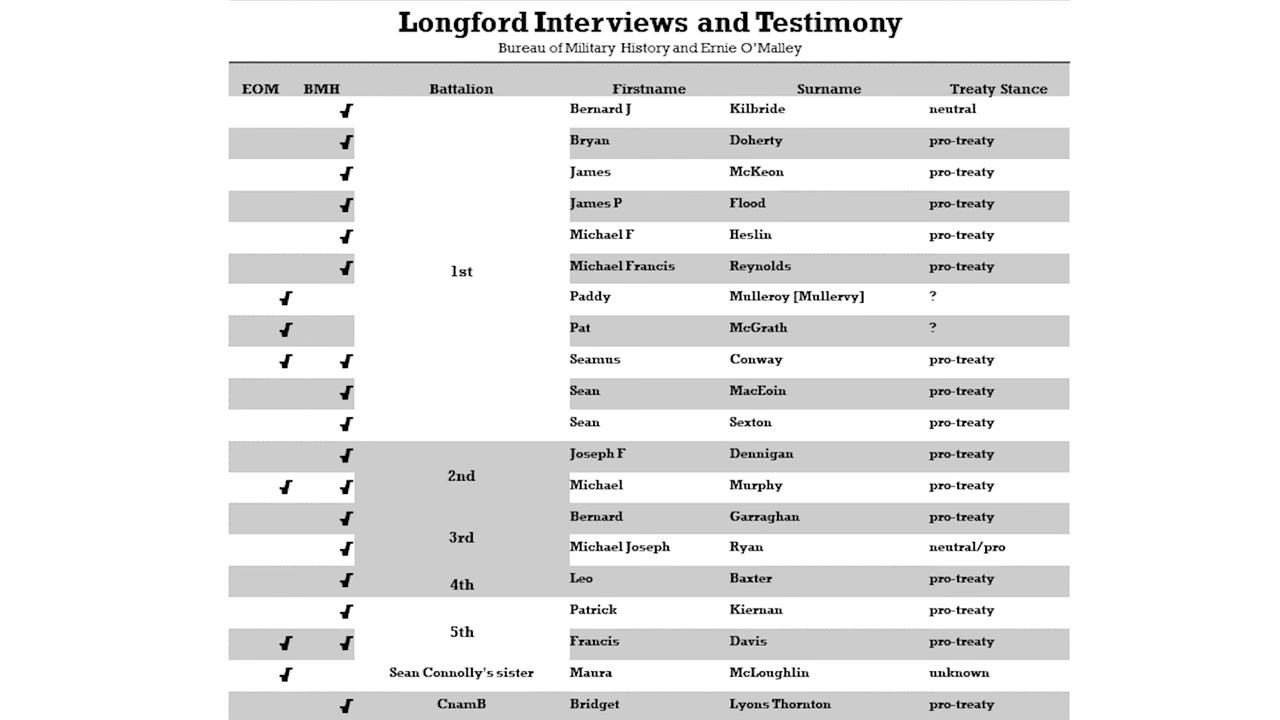 Longford Interviews and Testimony
Bureau of Military History and Ernie O'Malley
EOM BMH Battalion Firstname Surname Treaty Stance
√ Bernard J Kilbride neutral
√ Bryan Doherty pro-treaty
√ James McKeon pro-treaty
√ James P Flood pro-treaty
√ Michael F Heslin pro-treaty
√ 1st Michael Francis Reynolds pro-treaty
√ Paddy Mulleroy [Mullervy] ?
√ Pat McGrath ?
√ √ Seamus Conway pro-treaty
√ Sean MacEoin pro-treaty
√ Sean Sexton pro-treaty
√ 2nd Joseph F Dennigan pro-treaty
√ √ Michael Murphy pro-treaty
√ 3rd Bernard Garraghan pro-treaty
√ Michael Joseph Ryan neutral/pro
√ 4th Leo Baxter pro-treaty
√ 5th Patrick Kiernan pro-treaty
√ √ Francis Davis pro-treaty
√ Sean Connolly's sister Maura McLoughlin unknown
√ CnamB Bridget Lyons Thornton pro-treaty